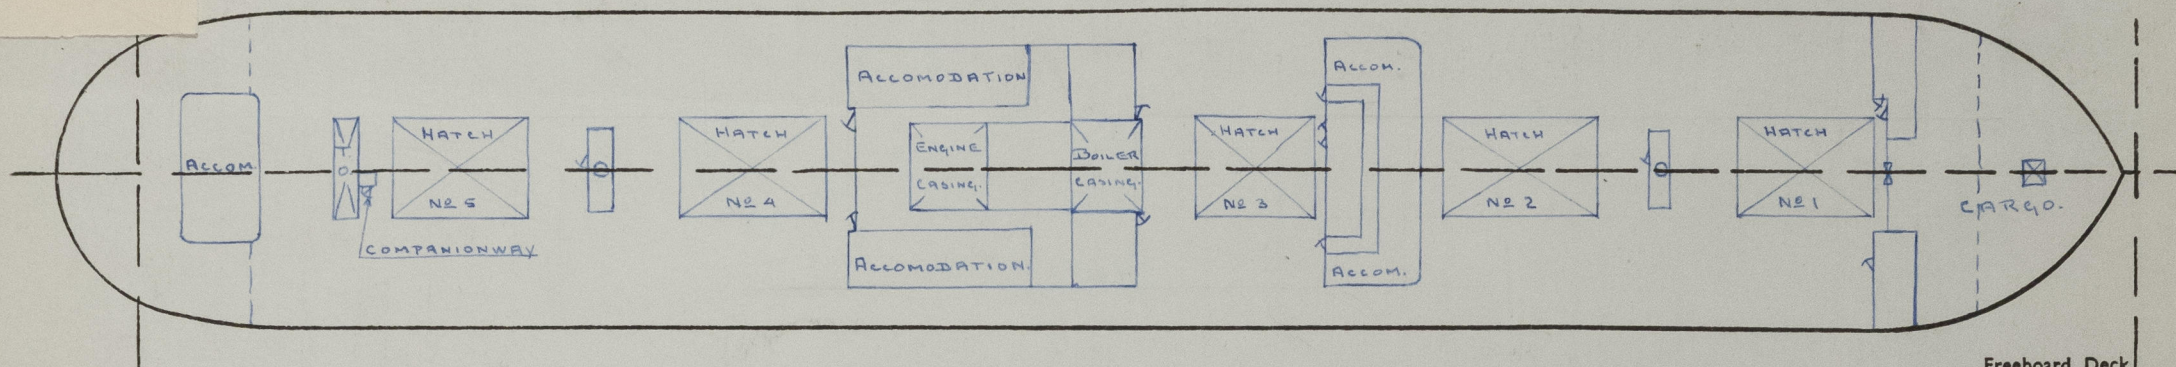 ACCOM.
COMPANIONWAY
HATCH
No 5
HATCH
No 4
ACCOMODATION
ENGINE
CASING.
BOILER
CASING.
ACCOMODATION.
HATCH
No 3
ACCOM.
ACCOM.
HATCH
No 2
HATCH
No 1
CARGO.
Freeboard Deck